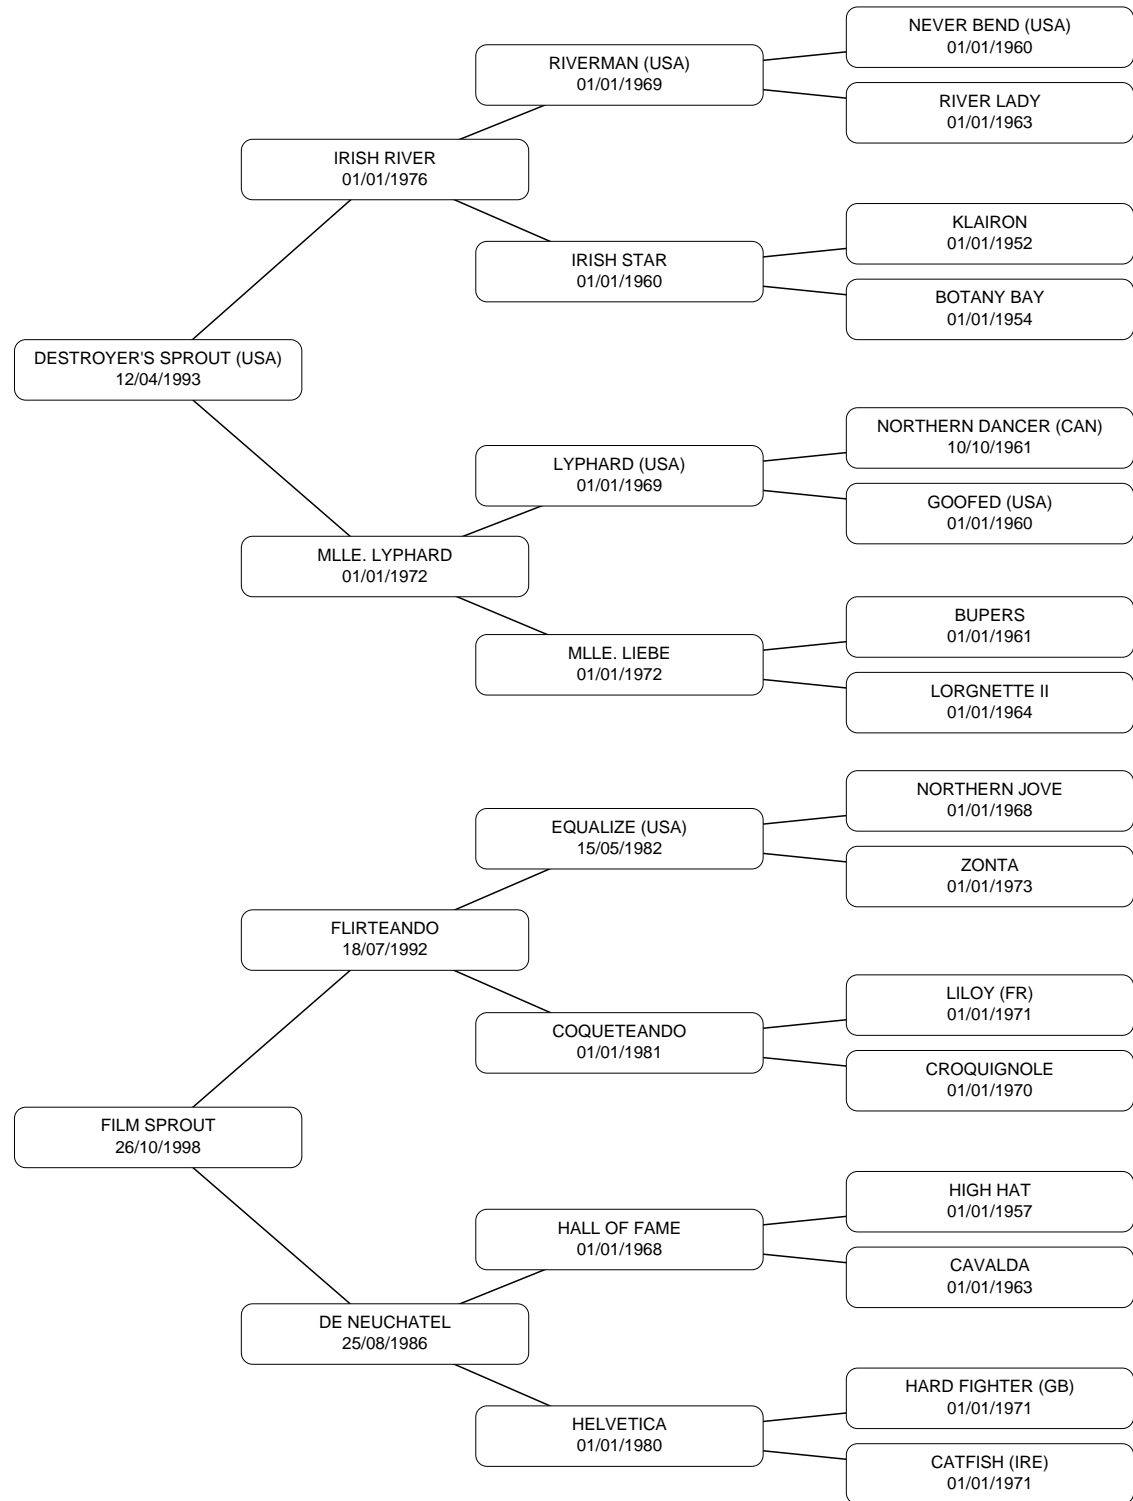 NEVER BEND (USA)
01/01/1960
RIVERMAN (USA)
01/01/1969
RIVER LADY
01/01/1963
IRISH RIVER
01/01/1976
KLAIRON
01/01/1952
IRISH STAR
01/01/1960
BOTANY BAY
01/01/1954
DESTROYER'S SPROUT (USA)
12/04/1993
NORTHERN DANCER (CAN)
10/10/1961
LYPHARD (USA)
01/01/1969
GOOFED (USA)
01/01/1960
MLLE. LYPHARD
01/01/1972
BUPERS
01/01/1961
MLLE. LIEBE
01/01/1972
LORGNETTE II
01/01/1964
NORTHERN JOVE
01/01/1968
EQUALIZE (USA)
15/05/1982
ZONTA
01/01/1973
FLIRTEANDO
18/07/1992
LILOY (FR)
01/01/1971
COQUETEANDO
01/01/1981
CROQUIGNOLE
01/01/1970
FILM SPROUT
26/10/1998
HIGH HAT
01/01/1957
HALL OF FAME
01/01/1968
CAVALDA
01/01/1963
DE NEUCHATEL
25/08/1986
HARD FIGHTER (GB)
01/01/1971
HELVETICA
01/01/1980
CATFISH (IRE)
01/01/1971